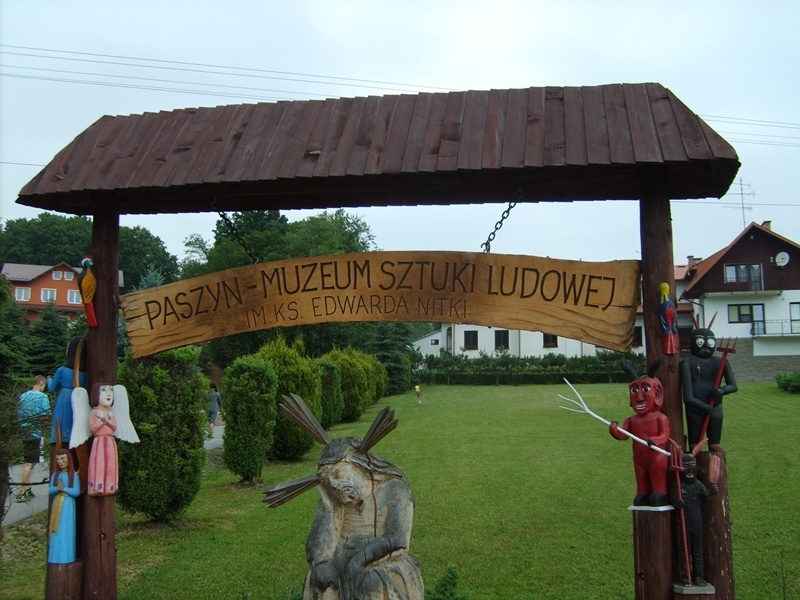 PASZYN-MUZEUM SZTUKI LUDOWEJ
IM. KS. EDWARDA NITKI